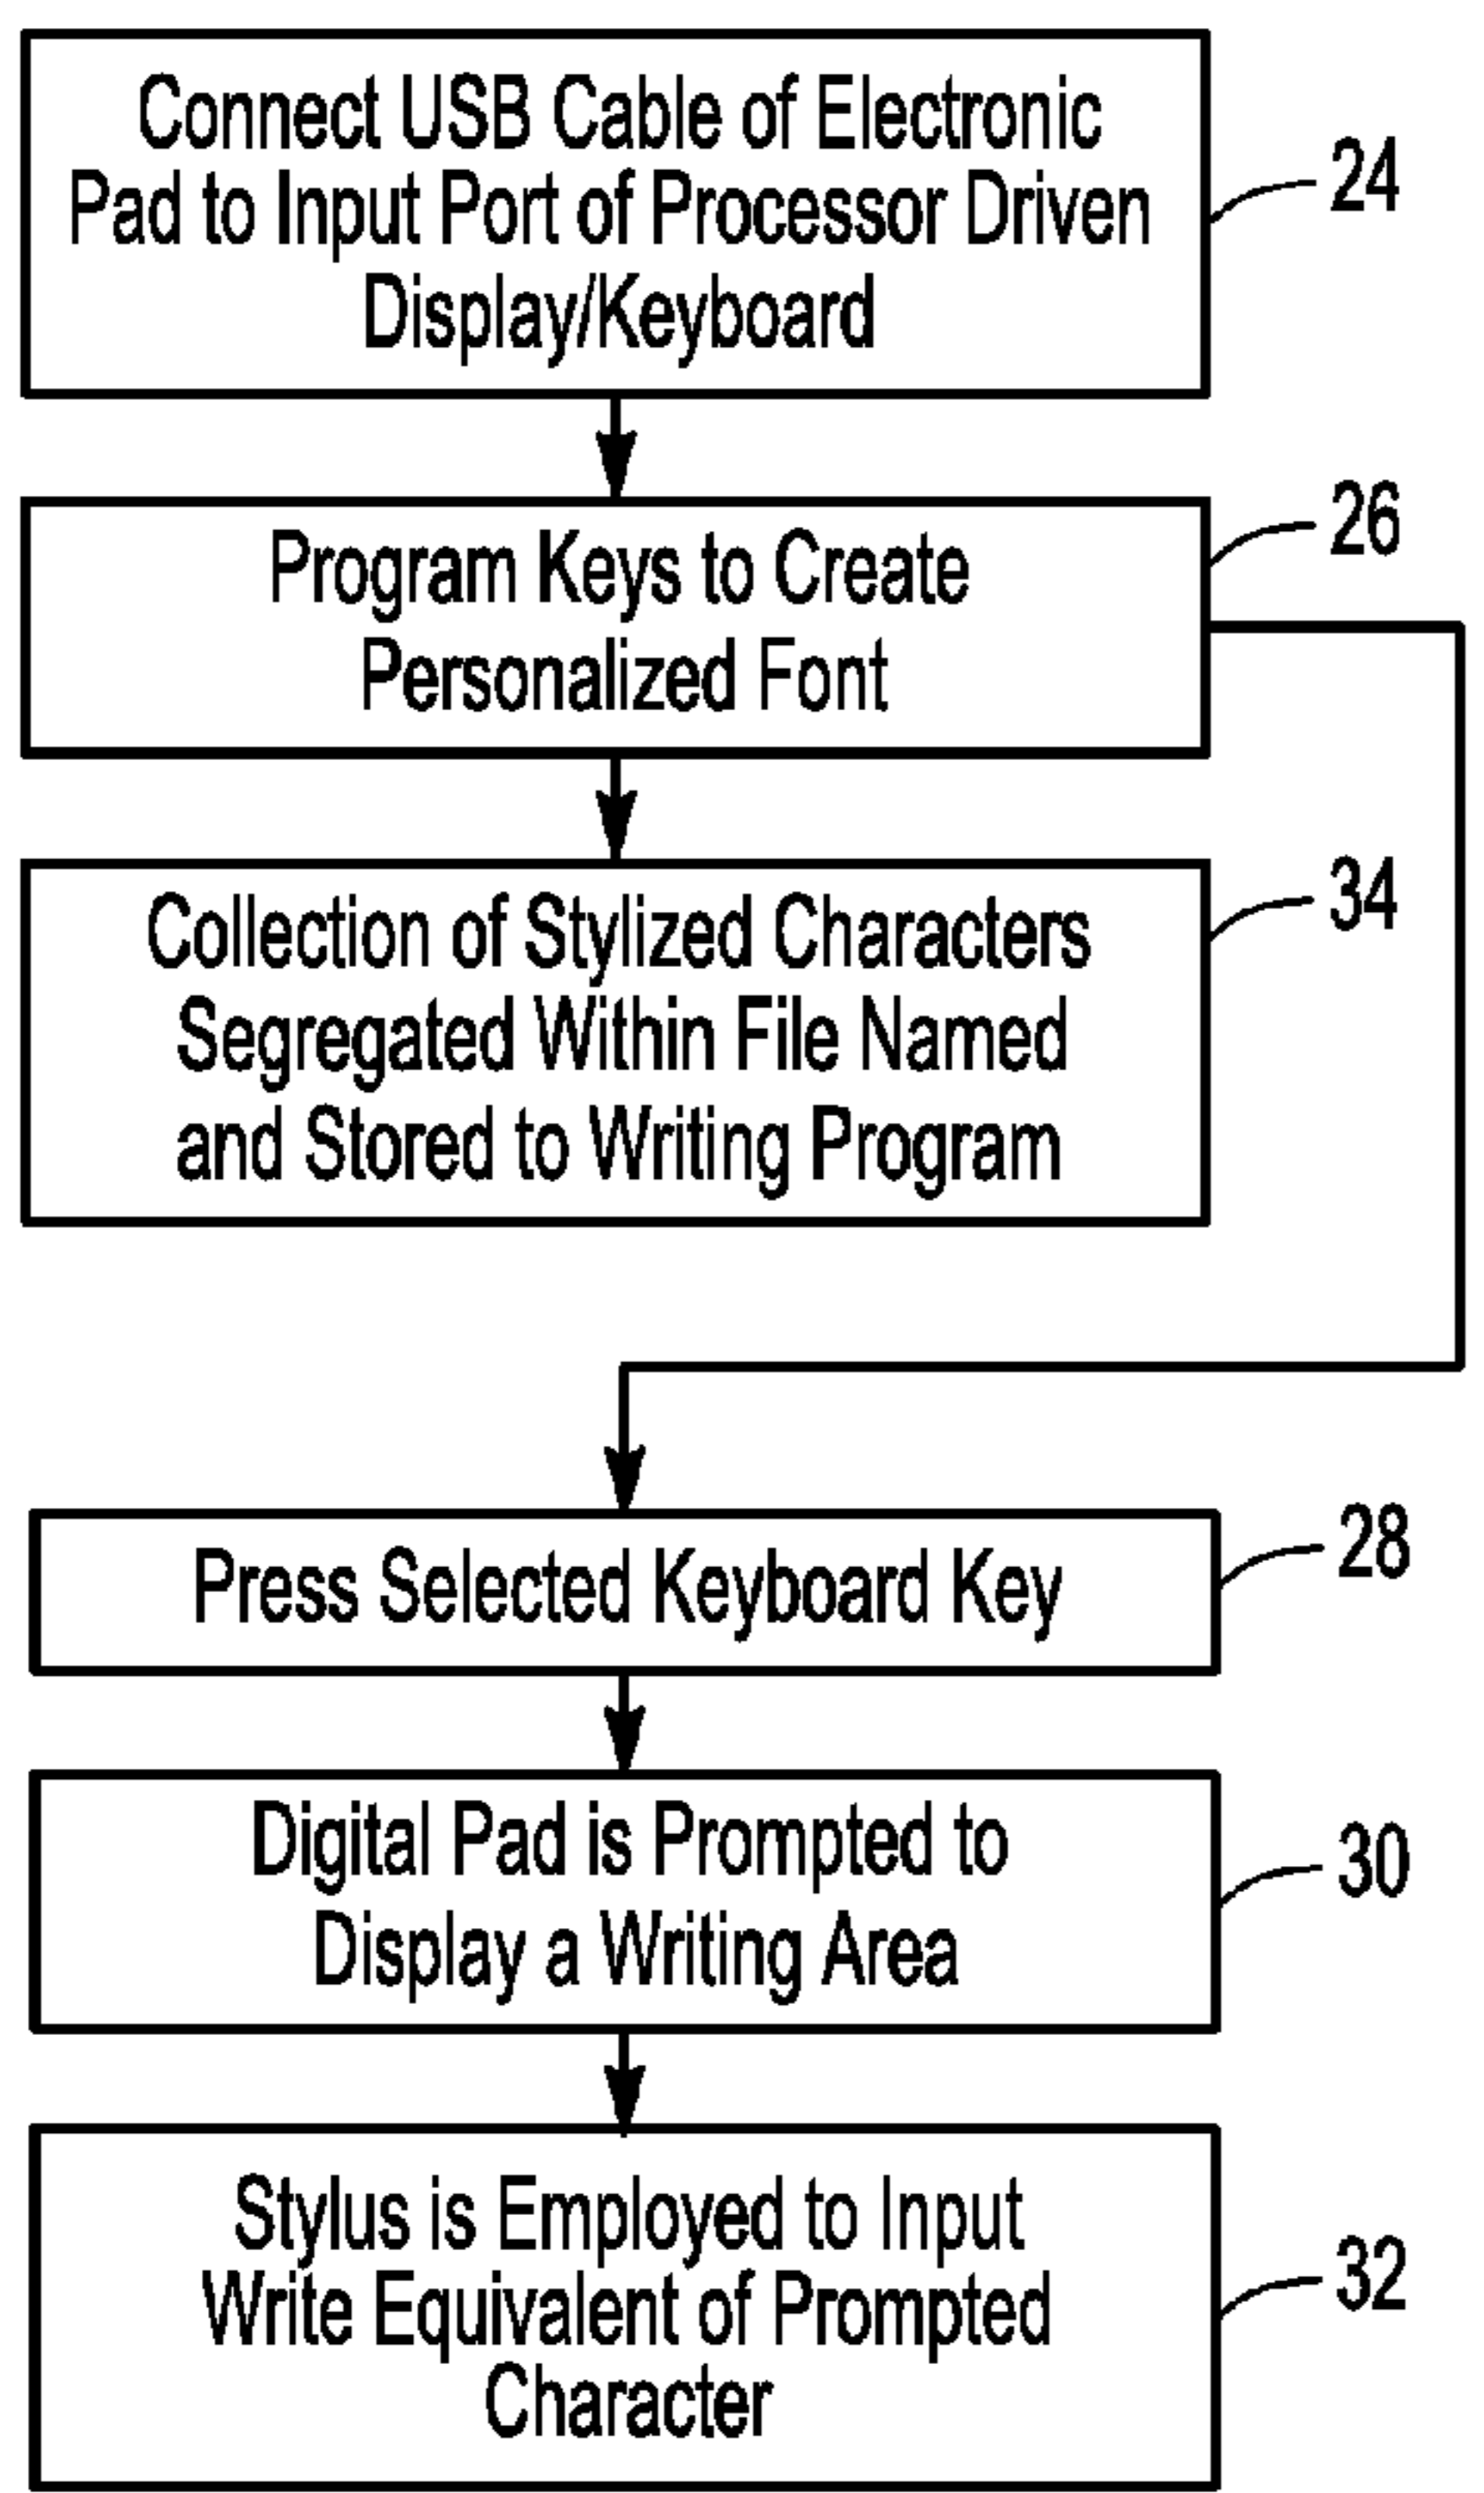 Connect USB Cable of Electronic
Pad to Input Port of Processor Driven
Display/Keyboard
24
Program Keys to Create
Personalized Font
26
Collection of Stylized Characters
Segregated Within File Named
and Stored to Writing Program
34
Press Selected Keyboard Key
28
Digital Pad is Prompted to
Display a Writing Area
30
Stylus is Employed to Input
Write Equivalent of Prompted
Character
32